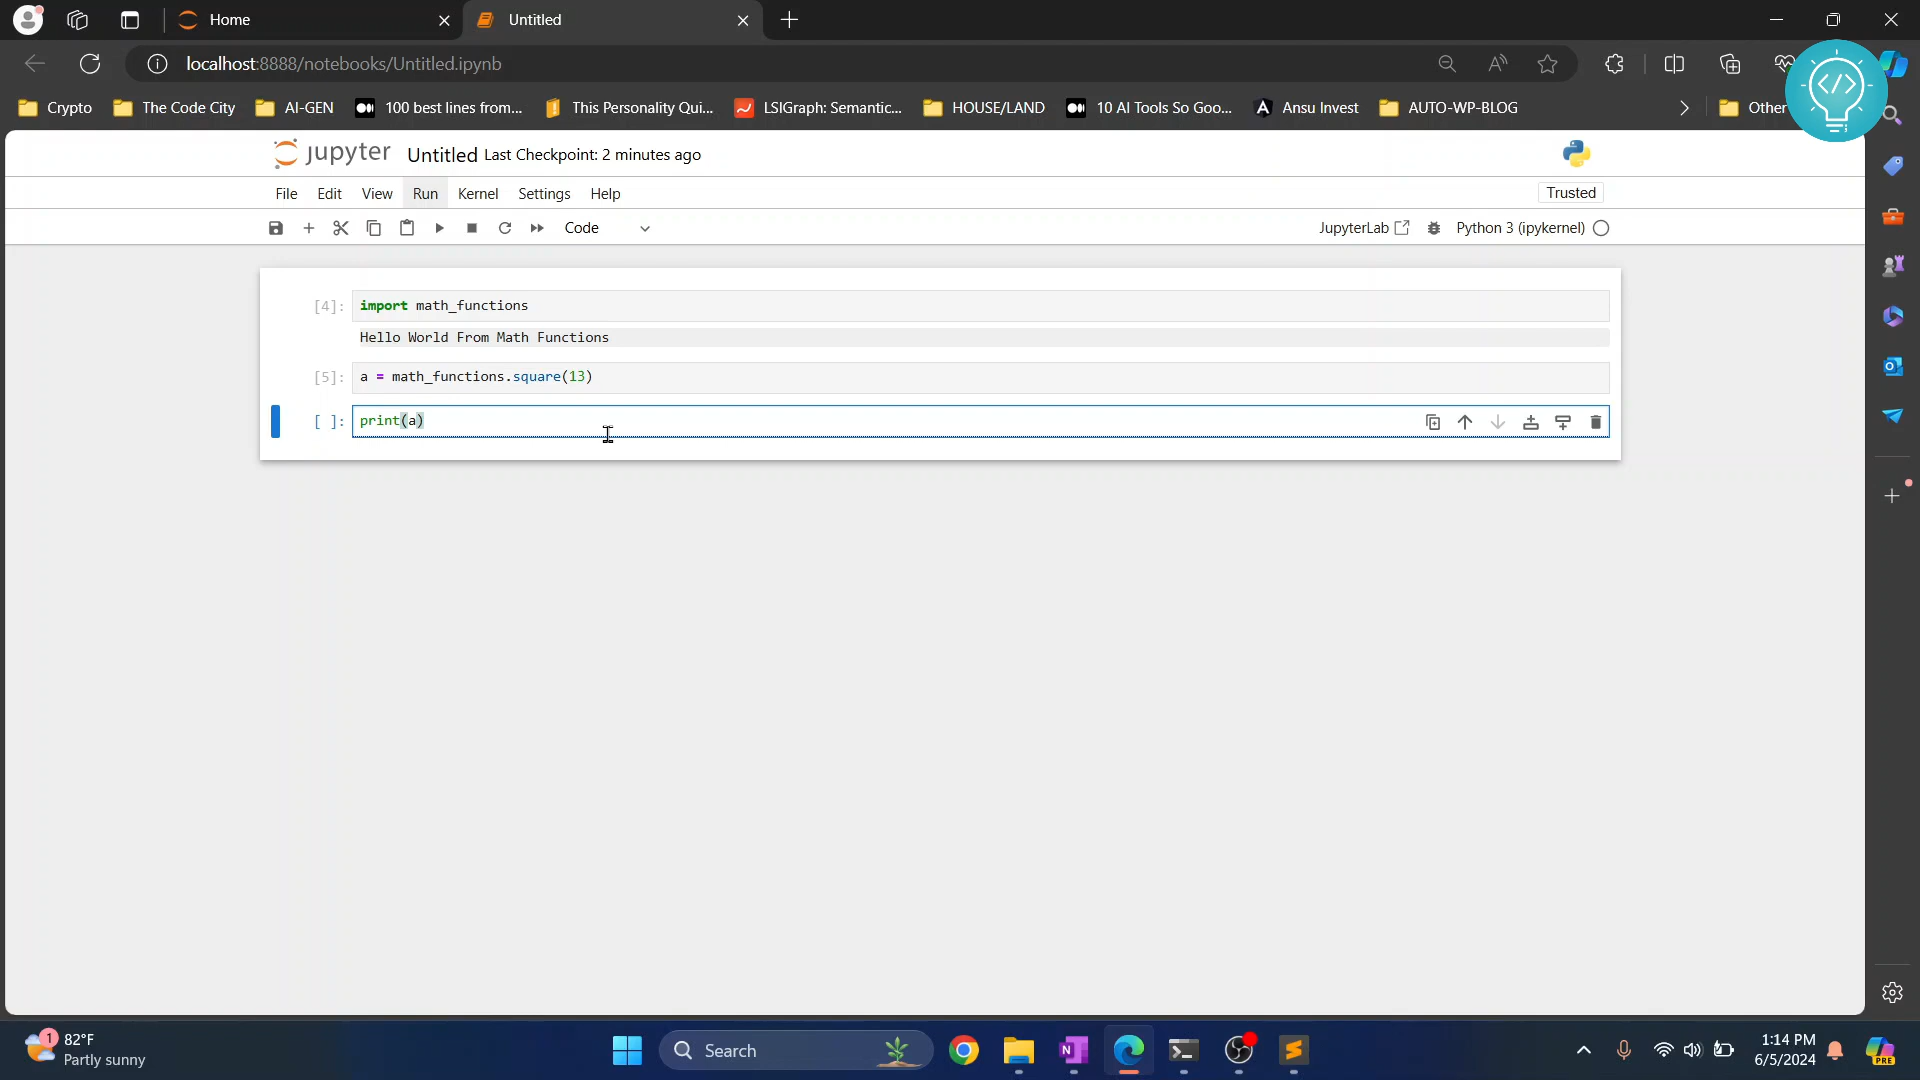 Home
Untitled
localhost:8888/notebooks/Untitled.ipynb
Crypto
The Code City
AI-GEN
100 best lines from...
This Personality Qui...
LSIGraph: Semantic...
HOUSE/LAND
10 AI Tools So Goo...
Ansu Invest
AUTO-WP-BLOG
Other
jupyter
Untitled Last Checkpoint: 2 minutes ago
File Edit View Run Kernel Settings Help
Trusted
Code
JupyterLab
Python 3 (ipykernel)
[4]: import math_functions
Hello World From Math Functions
[5]: a = math_functions.square(13)
[ ]: print(a)
1
82°F
Partly sunny
Search
1:14 PM
6/5/2024
PRE